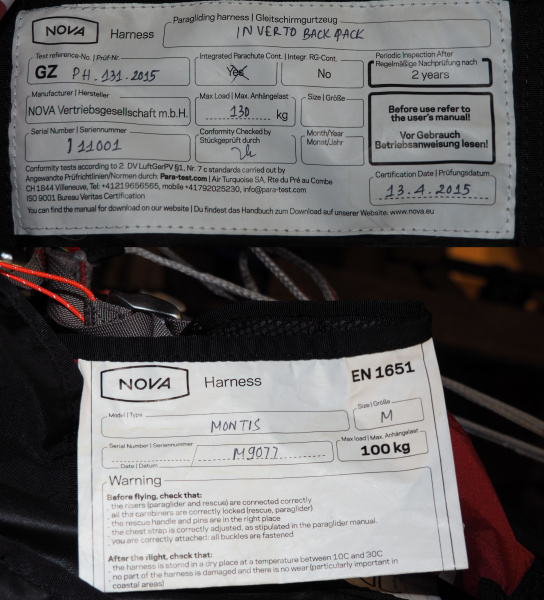 NOVA
Harness
Paragliding harness | Gleitschirmgurtzeug
INVERTO BACKPACK
Test reference-No. | Prüf-Nr.
GZ PH.131.2015
Integrated Parachute Cont. | Integr. RG-Cont.
Yes No
Periodic Inspection After
Regelmäßige Nachprüfung nach
2 years
Manufacturer | Hersteller
NOVA Vertriebsgesellschaft m.b.H.
Max Load | Max. Anhängelast
130 kg
Size | Größe
Before use refer to
the user's manual!
Vor Gebrauch
Betriebsanweisung lesen!
Serial Number | Seriennummer
I11001
Conformity Checked by
Stückgeprüft durch
Month/Year
Monat/Jahr
Conformity tests according to 2. DV LuftGerPV §1, Nr. 7 c standards carried out by
Angewandte Prüfrichtlinien/Normen durch: Para-test.com | Air Turquoise SA, Rte du Pré au Combe
CH 1844 Villeneuve, Tel: +41219656565, mobile +41792025230, info@para-test.com
ISO 9001 Bureau Veritas Certification
Certification Date | Prüfungsdatum
13.4.2015
You can find the manual for download on our website | Du findest das Handbuch zum Download auf unserer Website: www.nova.eu
NOVA
Harness
EN 1651
Model | Type
MONTIS
Size | Größe
M
Serial Number | Seriennummer
M9077
Date | Datum
Max load | Max. Anhängelast
100 kg
Warning
Before flying, check that:
· the risers (paraglider and rescue) are connected correctly
· all the carabiners are correctly locked (rescue, paraglider)
· the rescue handle and pins are in the right place
· the chest strap is correctly adjusted, as stipulated in the paraglider manual.
· you are correctly attached: all buckles are fastened
After the flight, check that:
· the harness is stored in a dry place at a temperature between 10C and 30C
· no part of the harness is damaged and there is no wear (particularly important in
coastal areas)